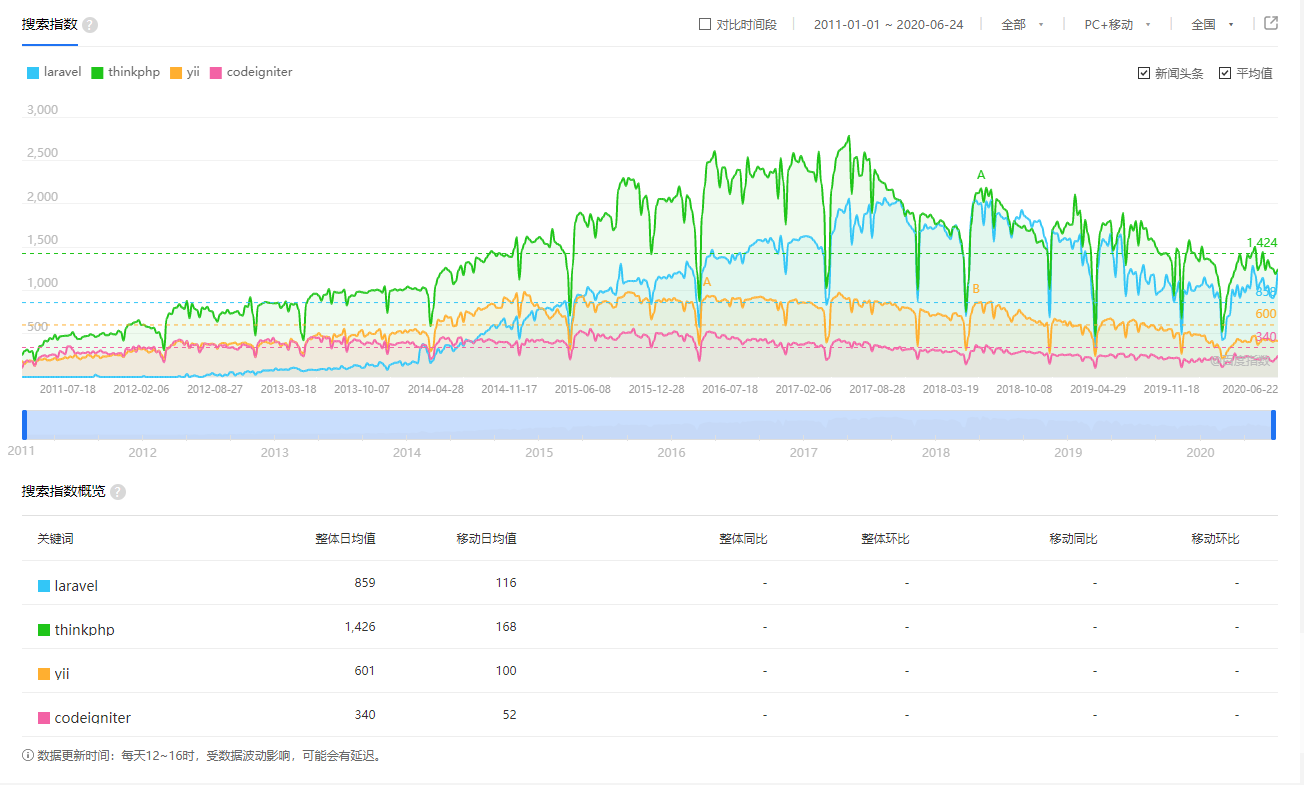 搜索指数 ?
对比时间段 2011-01-01 ~ 2020-06-24 全部 PC+移动 全国
laravel thinkphp yii codeigniter
新闻头条 平均值
3,000
2,500
2,000
1,500
1,000
500
A
A
B
1,424
859
600
340
@百度指数
2011-07-18 2012-02-06 2012-08-27 2013-03-18 2013-10-07 2014-04-28 2014-11-17 2015-06-08 2015-12-28 2016-07-18 2017-02-06 2017-08-28 2018-03-19 2018-10-08 2019-04-29 2019-11-18 2020-06-22
2011 2012 2013 2014 2015 2016 2017 2018 2019 2020
搜索指数概览 ?
关键词 整体日均值 移动日均值 整体同比 整体环比 移动同比 移动环比
laravel 859 116 - - - -
thinkphp 1,426 168 - - - -
yii 601 100 - - - -
codeigniter 340 52 - - - -
数据更新时间：每天12~16时，受数据波动影响，可能会有延迟。